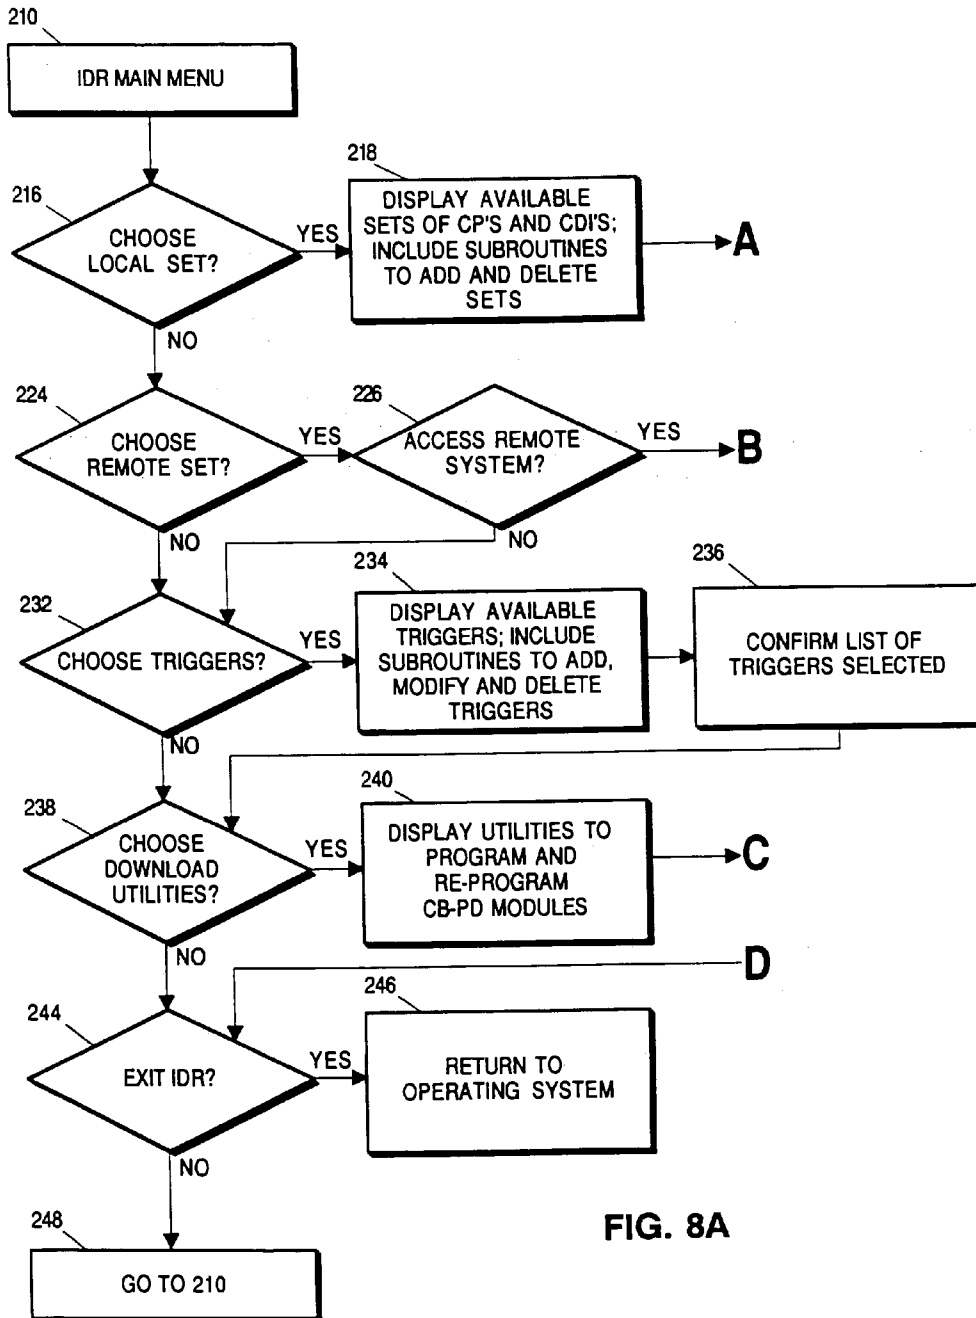 210
IDR MAIN MENU
216
CHOOSE
LOCAL SET?
YES
NO
218
DISPLAY AVAILABLE
SETS OF CP'S AND CDI'S;
INCLUDE SUBROUTINES
TO ADD AND DELETE
SETS
A
224
CHOOSE
REMOTE SET?
YES
NO
226
ACCESS REMOTE
SYSTEM?
YES
B
NO
232
CHOOSE TRIGGERS?
YES
NO
234
DISPLAY AVAILABLE
TRIGGERS; INCLUDE
SUBROUTINES TO ADD,
MODIFY AND DELETE
TRIGGERS
236
CONFIRM LIST OF
TRIGGERS SELECTED
238
CHOOSE
DOWNLOAD
UTILITIES?
YES
NO
240
DISPLAY UTILITIES TO
PROGRAM AND
RE-PROGRAM
CB-PD MODULES
C
D
244
EXIT IDR?
YES
NO
246
RETURN TO
OPERATING SYSTEM
248
GO TO 210
FIG. 8A